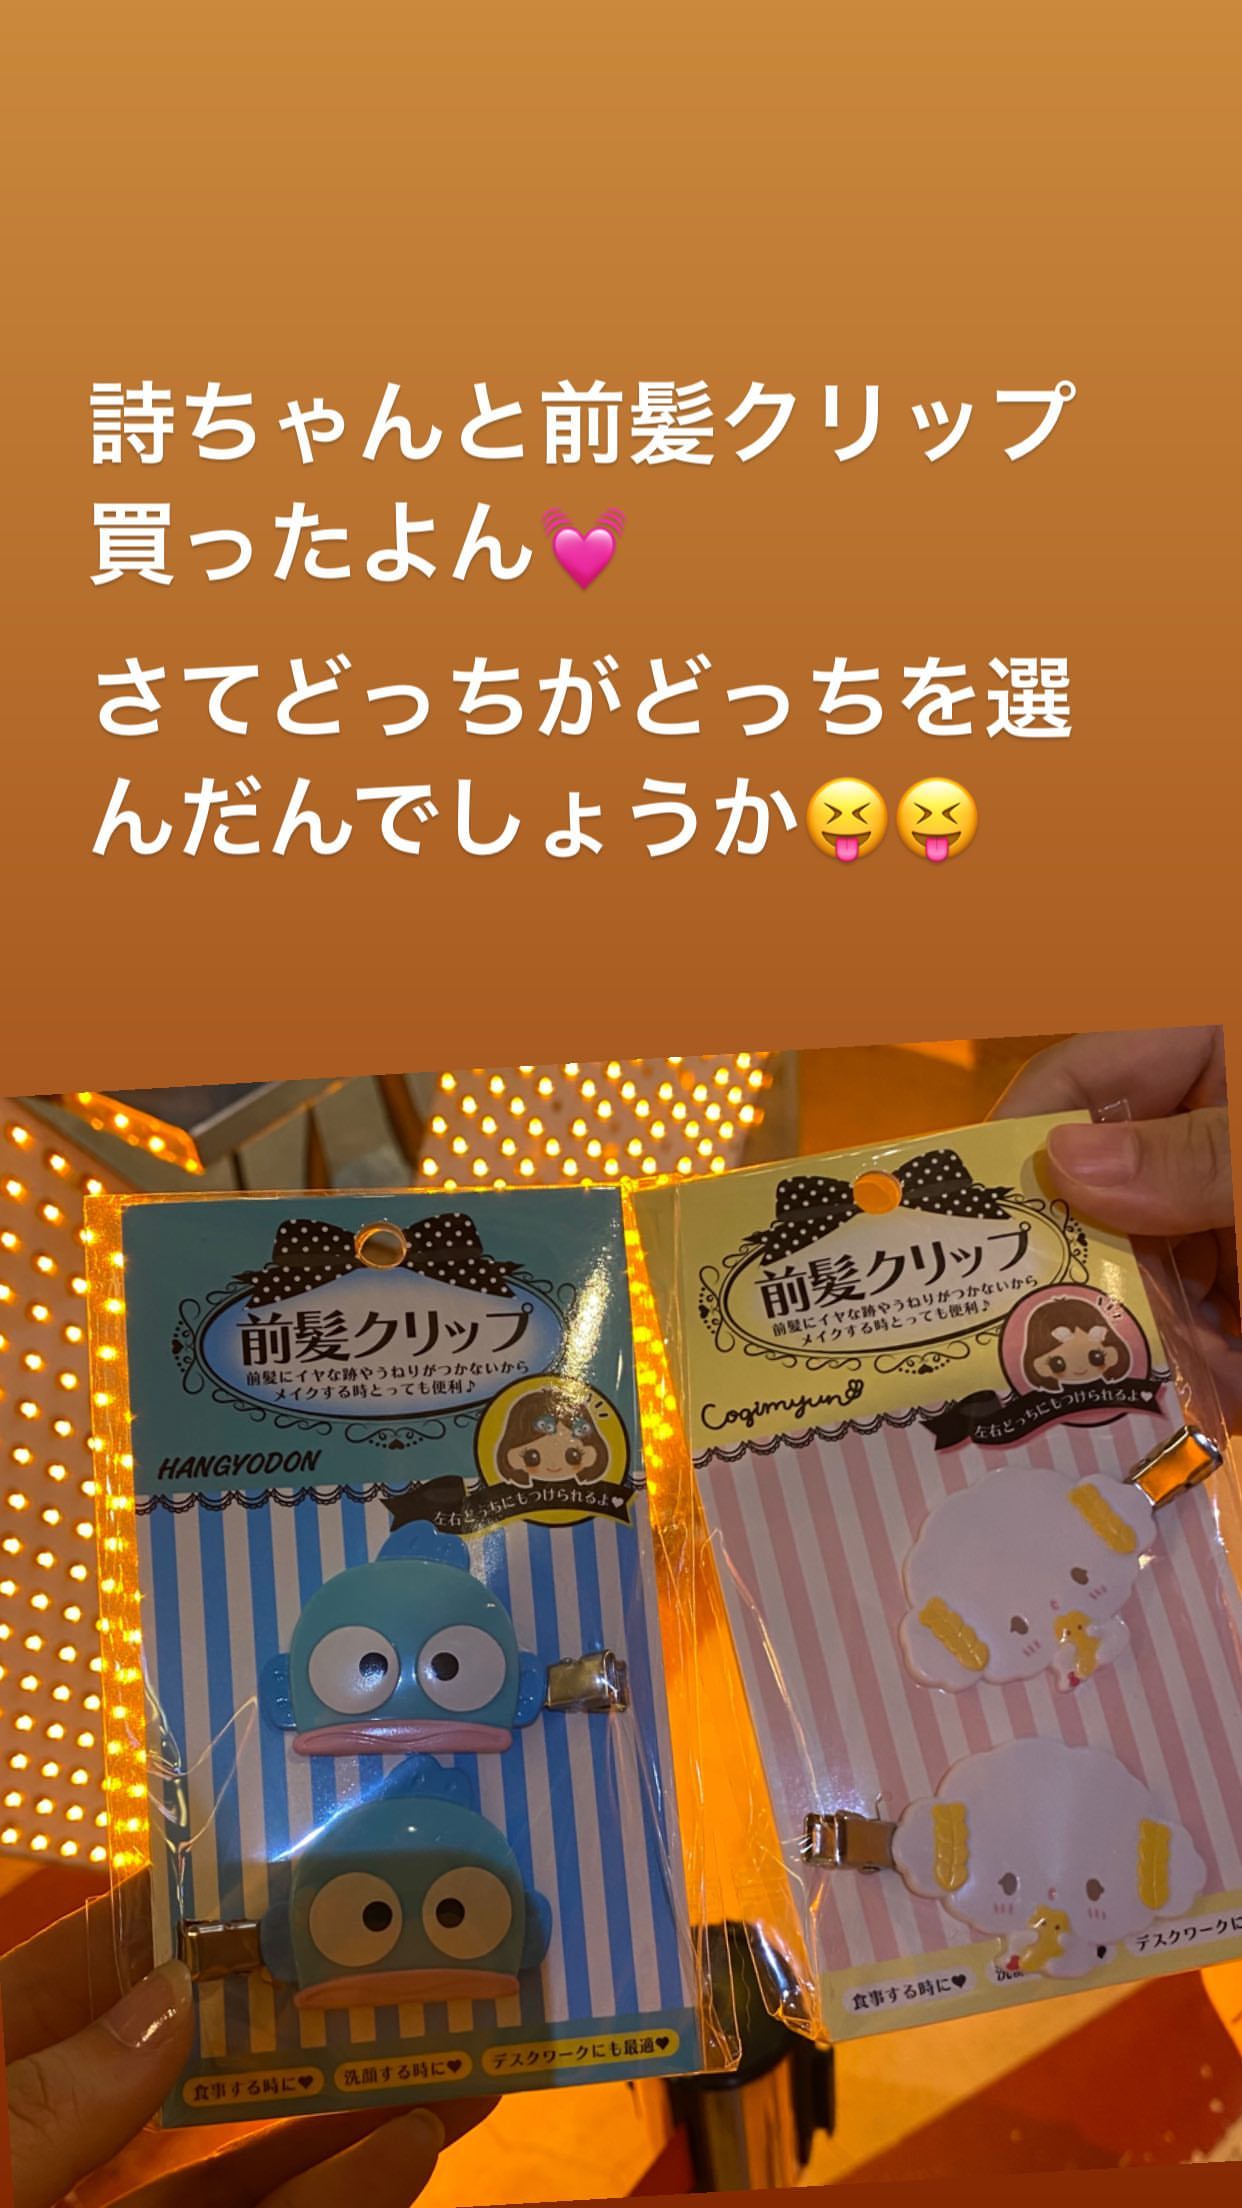 詩ちゃんと前髪クリップ
買ったよん💓
さてどっちがどっちを選
んだんでしょうか😝😝
前髪クリップ
前髪にイヤな跡やうねりがつかないから
メイクする時とっても便利♪
HANGYODON
左右どっちにもつけられるよ♥
食事する時に♥
洗顔する時に♥
デスクワークにも最適♥
前髪クリップ
前髪にイヤな跡やうねりがつかないから
メイクする時とっても便利♪
Cogimyun
左右どっちにもつけられるよ♥
食事する時に♥
洗
デスクワークに